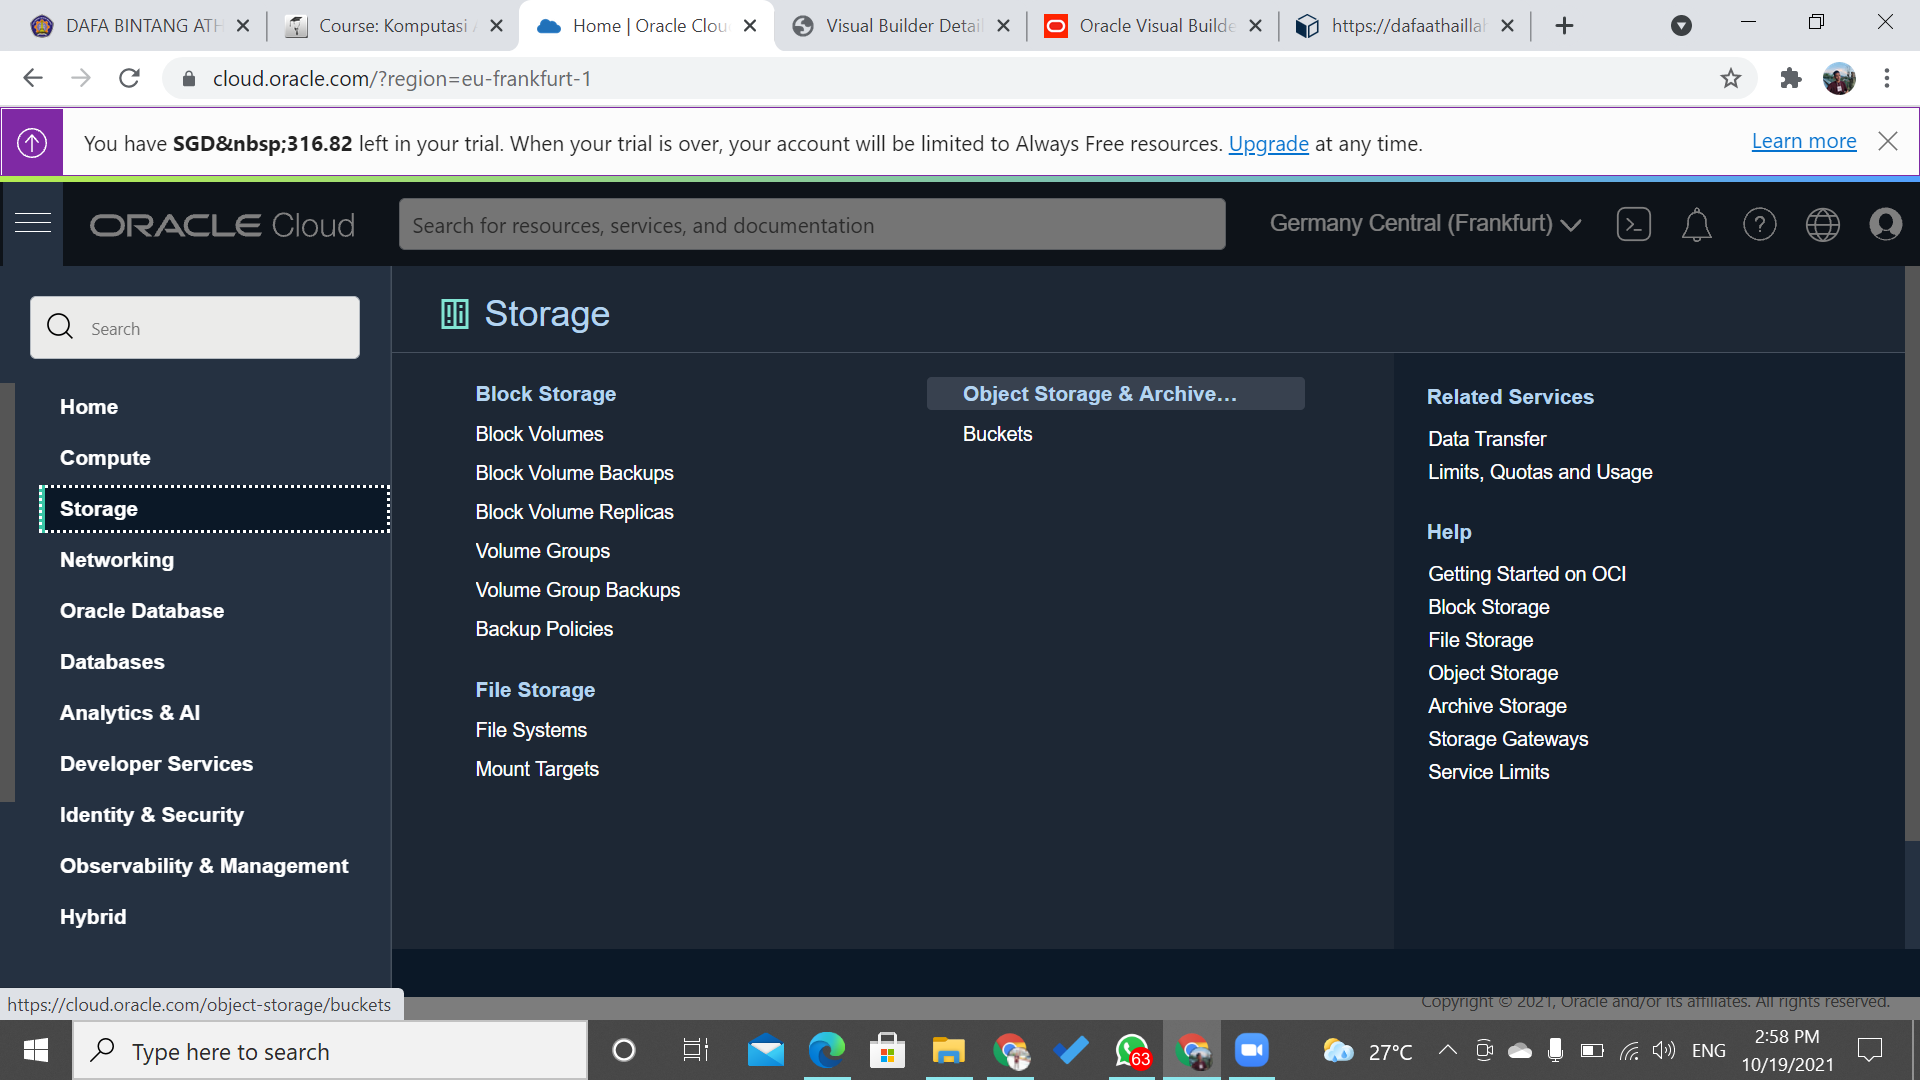 DAFA BINTANG ATH
Course: Komputasi
Home | Oracle Clou
Visual Builder Detail
Oracle Visual Builde
https://dafaathaillah
cloud.oracle.com/?region=eu-frankfurt-1
You have SGD&nbsp;316.82 left in your trial. When your trial is over, your account will be limited to Always Free resources. Upgrade at any time.
Learn more
ORACLE Cloud
Search for resources, services, and documentation
Germany Central (Frankfurt)
Search
Home
Compute
Storage
Networking
Oracle Database
Databases
Analytics & AI
Developer Services
Identity & Security
Observability & Management
Hybrid
Storage
Block Storage
Block Volumes
Block Volume Backups
Block Volume Replicas
Volume Groups
Volume Group Backups
Backup Policies
File Storage
File Systems
Mount Targets
Object Storage & Archive...
Buckets
Related Services
Data Transfer
Limits, Quotas and Usage
Help
Getting Started on OCI
Block Storage
File Storage
Object Storage
Archive Storage
Storage Gateways
Service Limits
https://cloud.oracle.com/object-storage/buckets
Copyright © 2021, Oracle and/or its affiliates. All rights reserved.
Type here to search
63
27°C
ENG
2:58 PM
10/19/2021